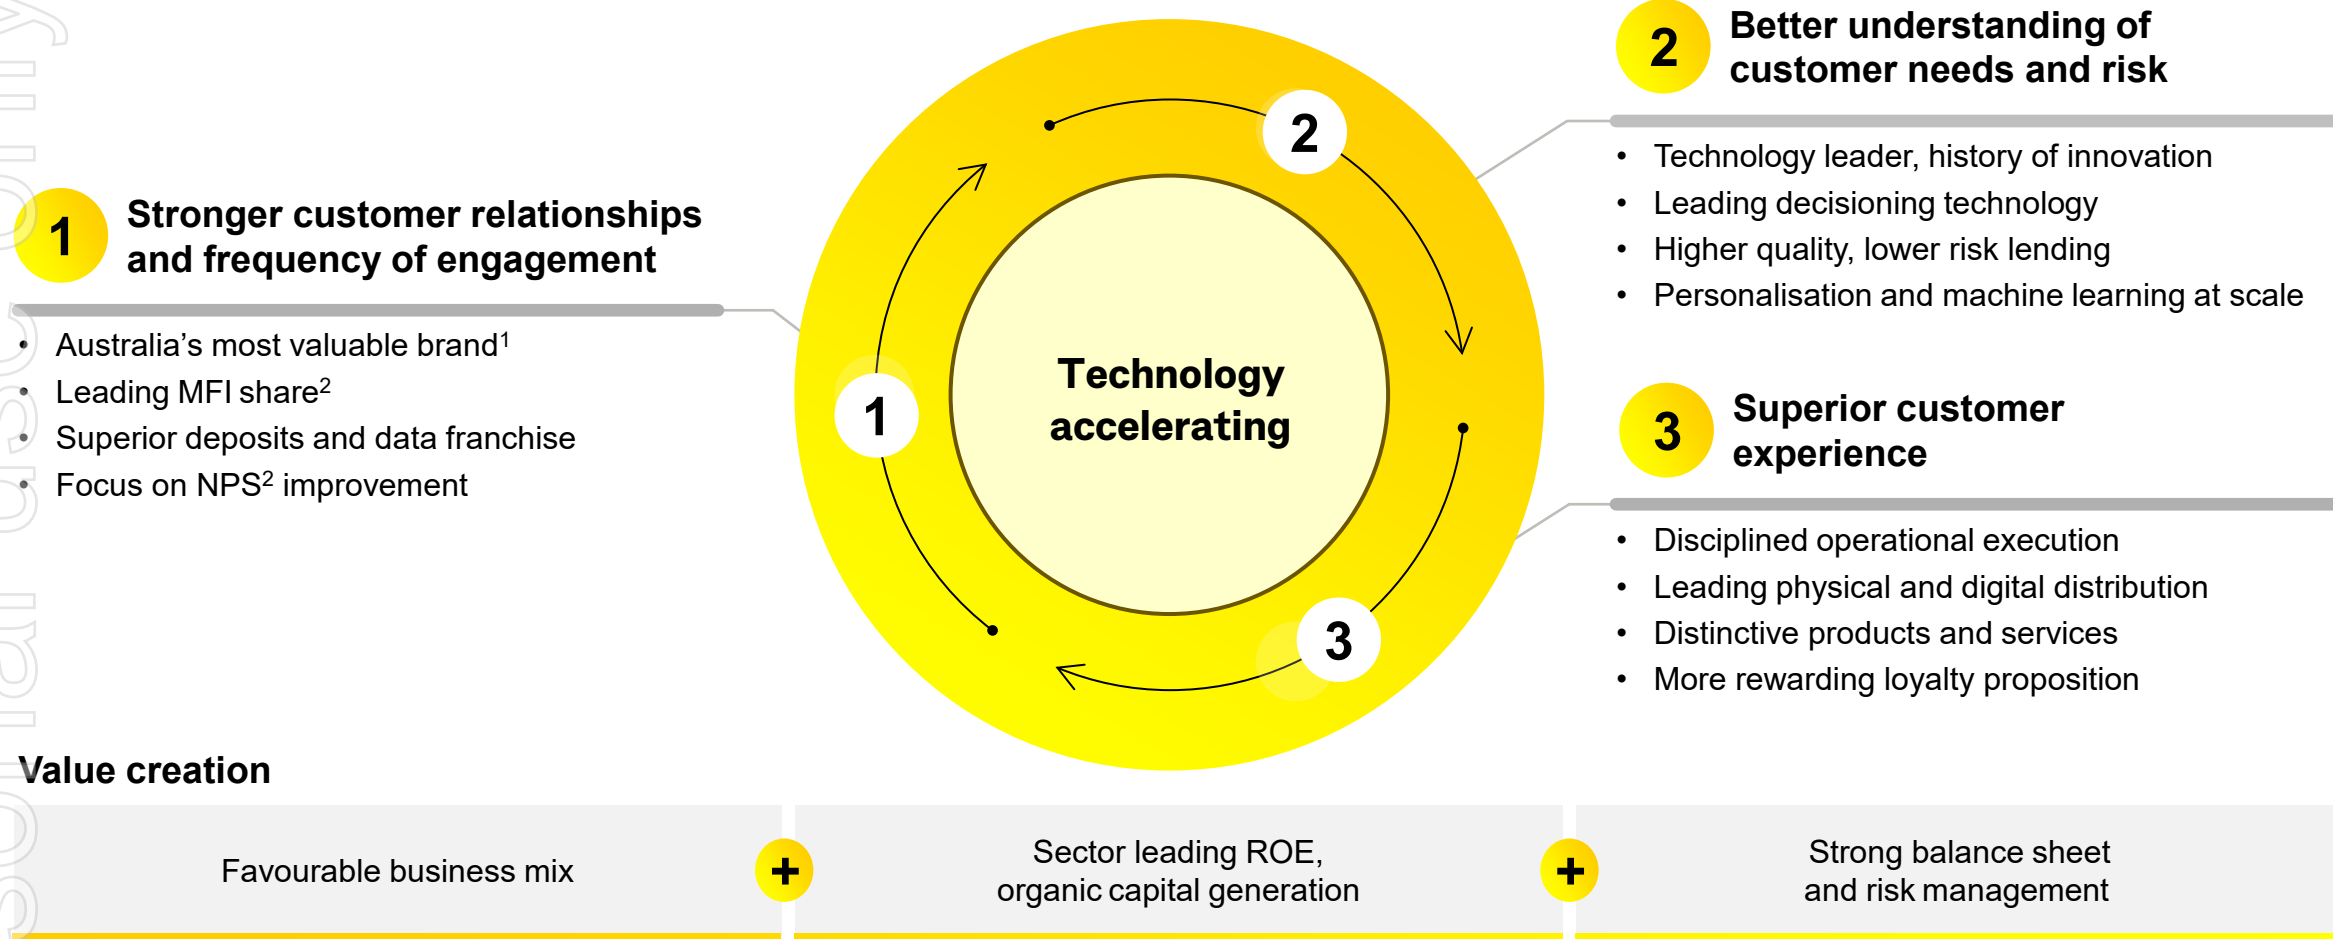 1
Stronger customer relationships
and frequency of engagement
• Australia’s most valuable brand¹
• Leading MFI share²
• Superior deposits and data franchise
• Focus on NPS² improvement
1
2
3
Technology
accelerating
2
Better understanding of
customer needs and risk
• Technology leader, history of innovation
• Leading decisioning technology
• Higher quality, lower risk lending
• Personalisation and machine learning at scale
3
Superior customer
experience
• Disciplined operational execution
• Leading physical and digital distribution
• Distinctive products and services
• More rewarding loyalty proposition
Value creation
Favourable business mix
+
Sector leading ROE,
organic capital generation
+
Strong balance sheet
and risk management